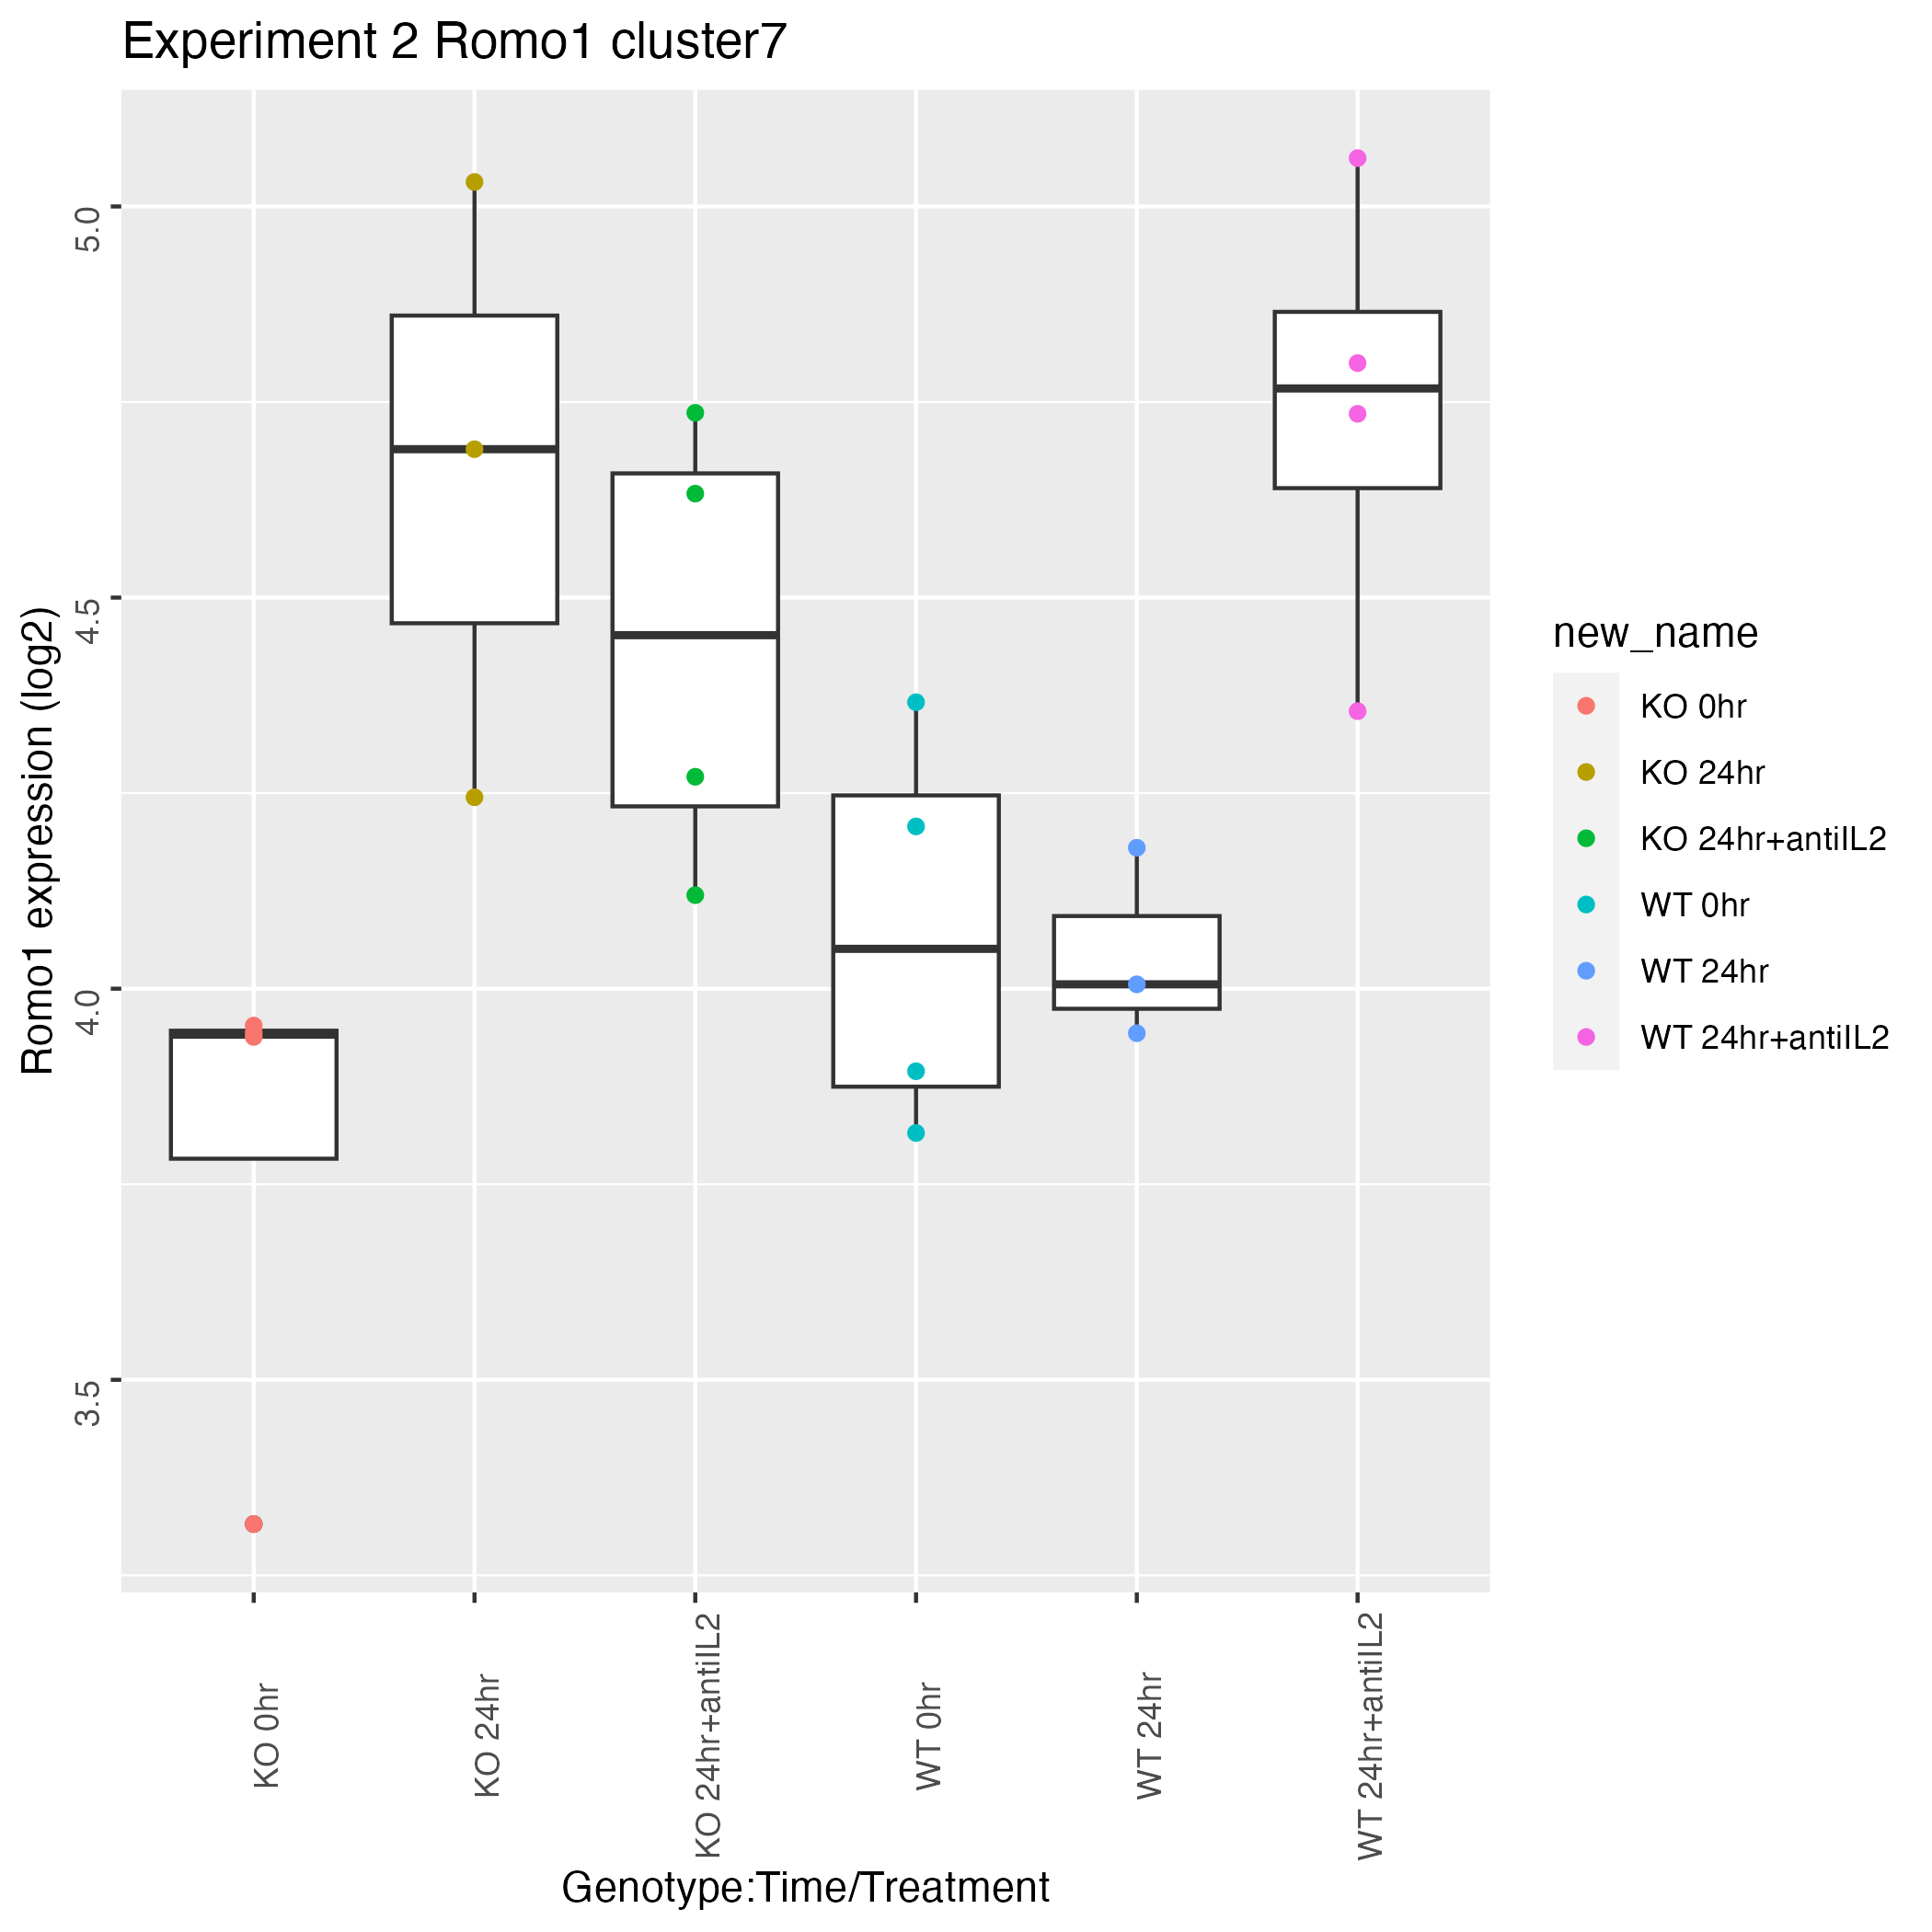 Experiment 2 Romo1 cluster7
Romo1 expression (log2)
5.0
4.5
4.0
3.5
KO 0hr
KO 24hr
KO 24hr+antiIL2
WT 0hr
WT 24hr
WT 24hr+antiIL2
Genotype:Time/Treatment
new_name
KO 0hr
KO 24hr
KO 24hr+antiIL2
WT 0hr
WT 24hr
WT 24hr+antiIL2